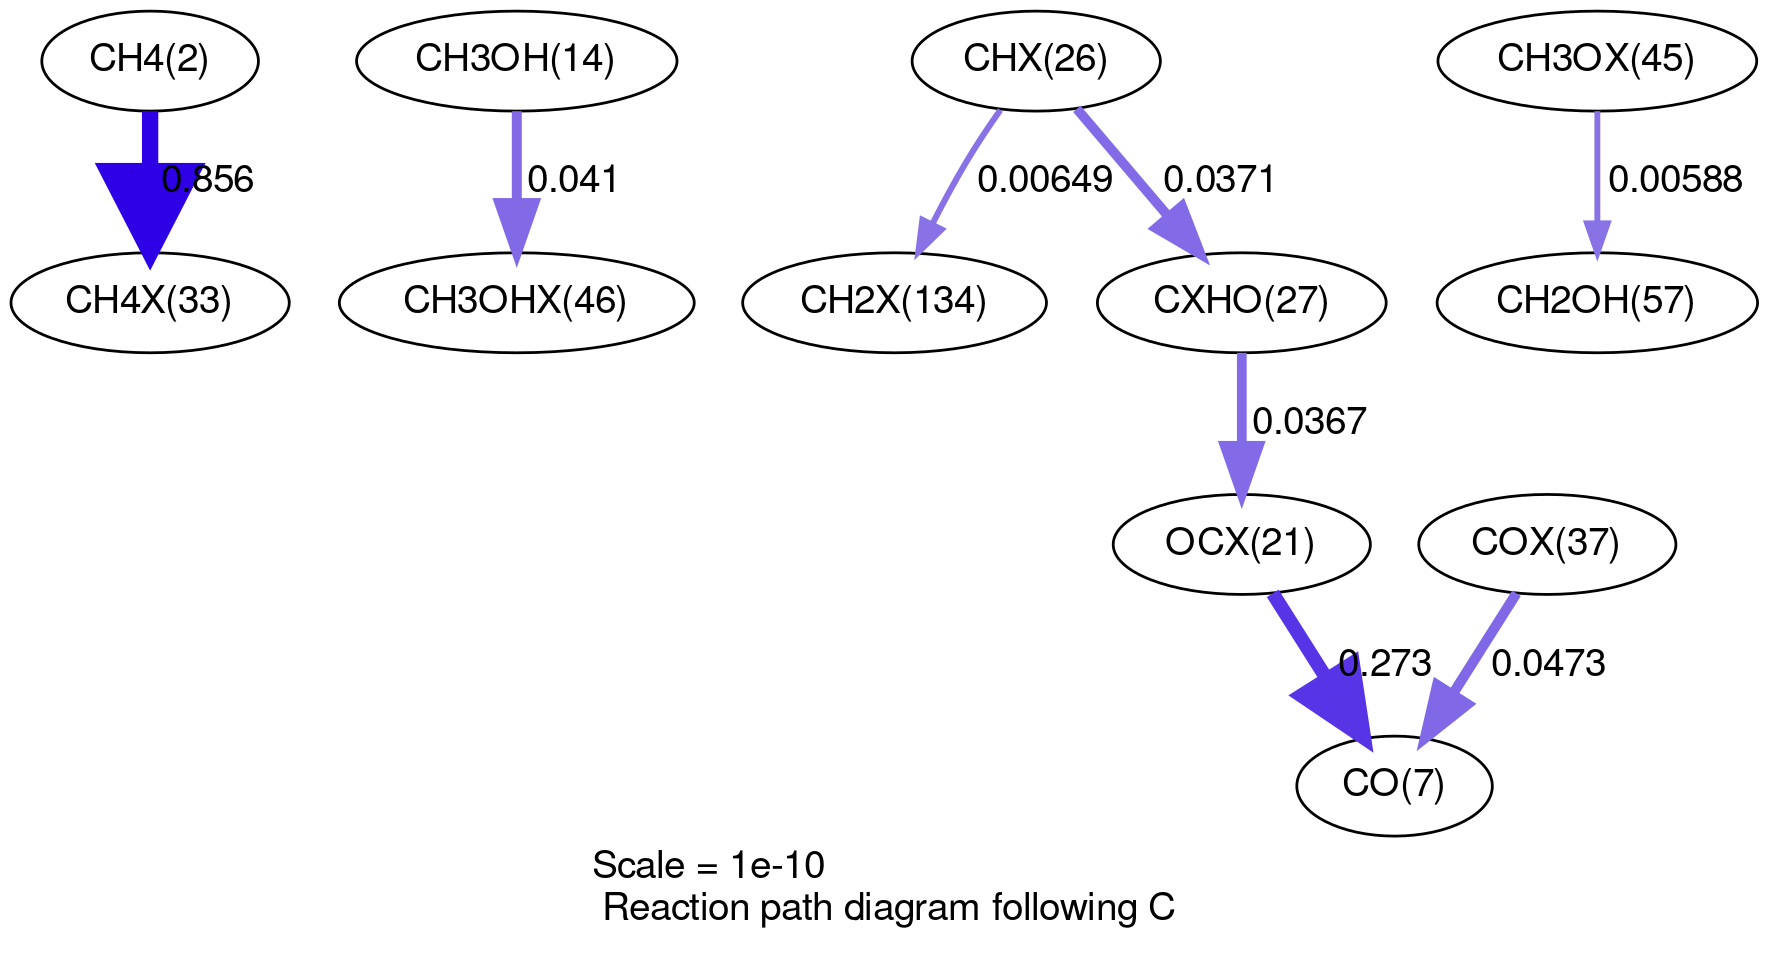 CH4(2)
CH3OH(14)
CHX(26)
CH3OX(45)
0.856
0.041
0.00649
0.0371
0.00588
CH4X(33)
CH3OHX(46)
CH2X(134)
CXHO(27)
CH2OH(57)
0.0367
OCX(21)
COX(37)
0.273
0.0473
CO(7)
Scale = 1e-10
Reaction path diagram following C